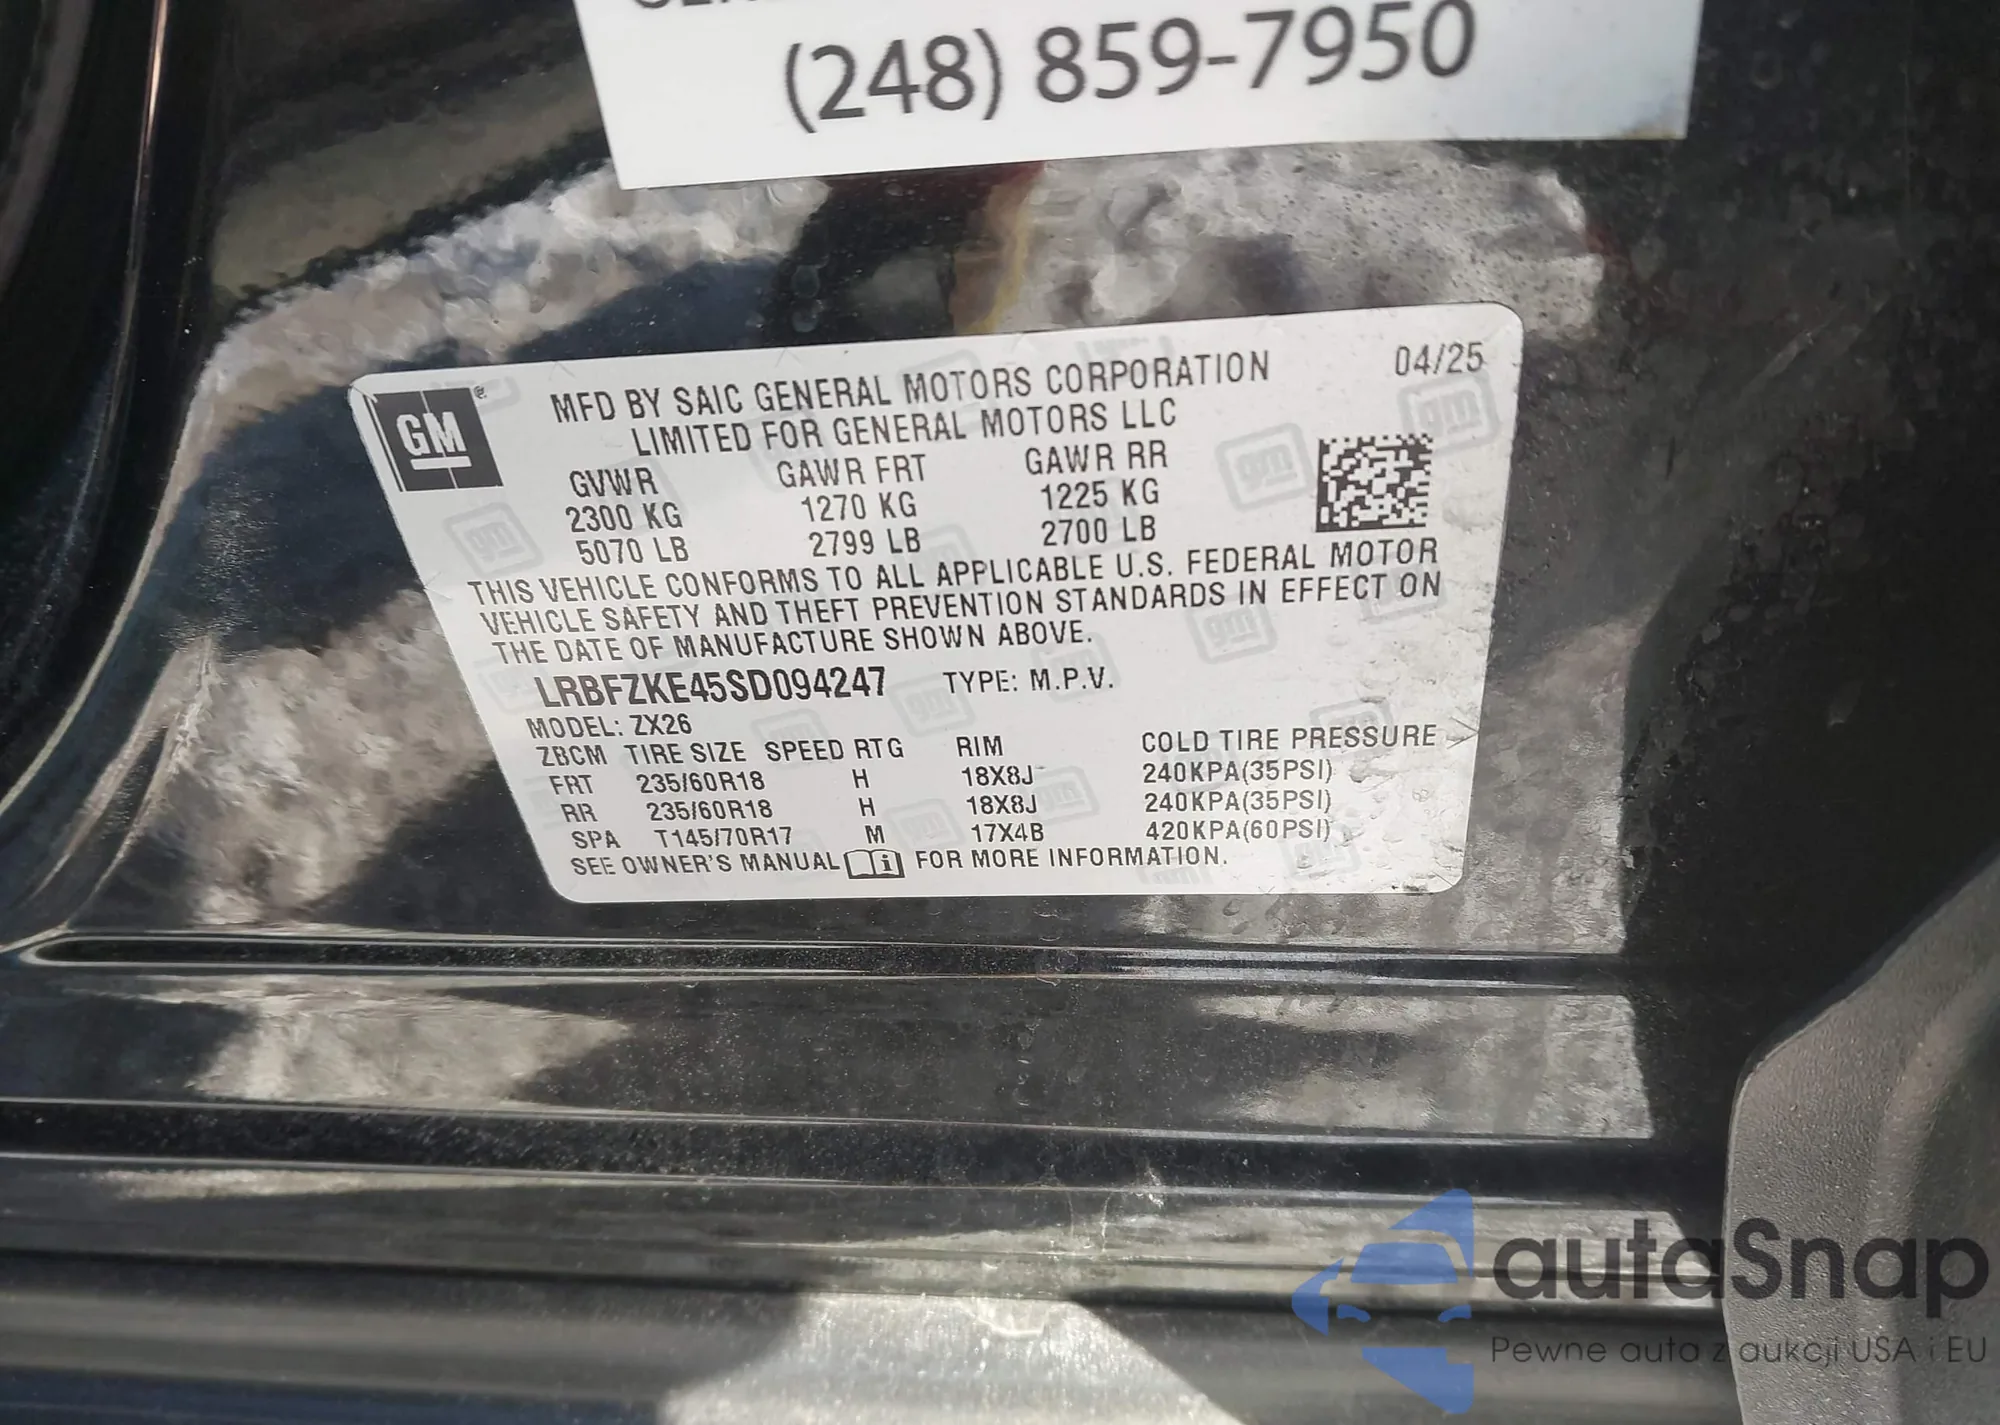 (248) 859-7950
GM
MFD BY SAIC GENERAL MOTORS CORPORATION 04/25
LIMITED FOR GENERAL MOTORS LLC
GVWR GAWR FRT GAWR RR
2300 KG 1270 KG 1225 KG
5070 LB 2799 LB 2700 LB
THIS VEHICLE CONFORMS TO ALL APPLICABLE U.S. FEDERAL MOTOR
VEHICLE SAFETY AND THEFT PREVENTION STANDARDS IN EFFECT ON
THE DATE OF MANUFACTURE SHOWN ABOVE.
LRBFZKE45SD094247 TYPE: M.P.V.
MODEL: ZX26
ZBCM TIRE SIZE SPEED RTG RIM COLD TIRE PRESSURE
FRT 235/60R18 H 18X8J 240KPA(35PSI)
RR 235/60R18 H 18X8J 240KPA(35PSI)
SPA T145/70R17 M 17X4B 420KPA(60PSI)
SEE OWNER'S MANUAL FOR MORE INFORMATION.
autaSnap
Pewne auta z aukcji USA i EU